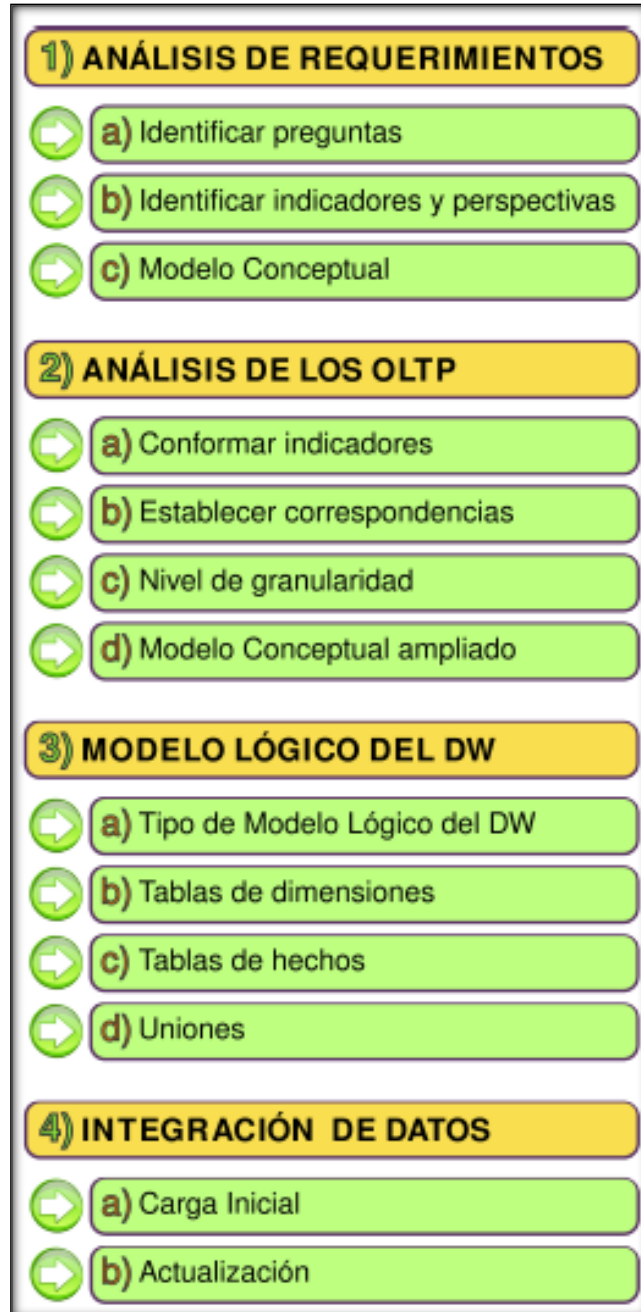 1) ANÁLISIS DE REQUERIMIENTOS
a) Identificar preguntas
b) Identificar indicadores y perspectivas
c) Modelo Conceptual
2) ANÁLISIS DE LOS OLTP
a) Conformar indicadores
b) Establecer correspondencias
c) Nivel de granularidad
d) Modelo Conceptual ampliado
3) MODELO LÓGICO DEL DW
a) Tipo de Modelo Lógico del DW
b) Tablas de dimensiones
c) Tablas de hechos
d) Uniones
4) INTEGRACIÓN DE DATOS
a) Carga Inicial
b) Actualización